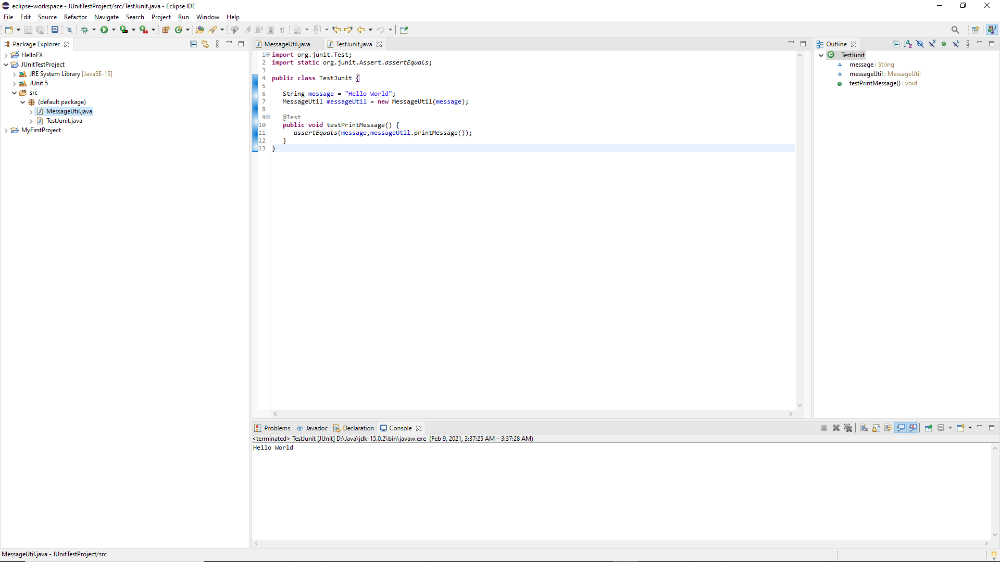 eclipse-workspace - JUnitTestProject/src/TestJunit.java - Eclipse IDE
File Edit Source Refactor Navigate Search Project Run Window Help
Package Explorer
HelloFX
JUnitTestProject
JRE System Library [JavaSE-15]
JUnit 5
src
(default package)
MessageUtil.java
TestJunit.java
MyFirstProject
MessageUtil.java TestJunit.java
1 import org.junit.Test;
2 import static org.junit.Assert.assertEquals;
3
4 public class TestJunit {
5
6 String message = "Hello World";
7 MessageUtil messageUtil = new MessageUtil(message);
8
9 @Test
10 public void testPrintMessage() {
11 assertEquals(message,messageUtil.printMessage());
12 }
13 }
Outline
TestJunit
message : String
messageUtil : MessageUtil
testPrintMessage() : void
Problems @ Javadoc Declaration Console
<terminated> TestJunit [JUnit] D:\Java\jdk-15.0.2\bin\javaw.exe (Feb 9, 2021, 3:37:25 AM – 3:37:28 AM)
Hello World
MessageUtil.java - JUnitTestProject/src